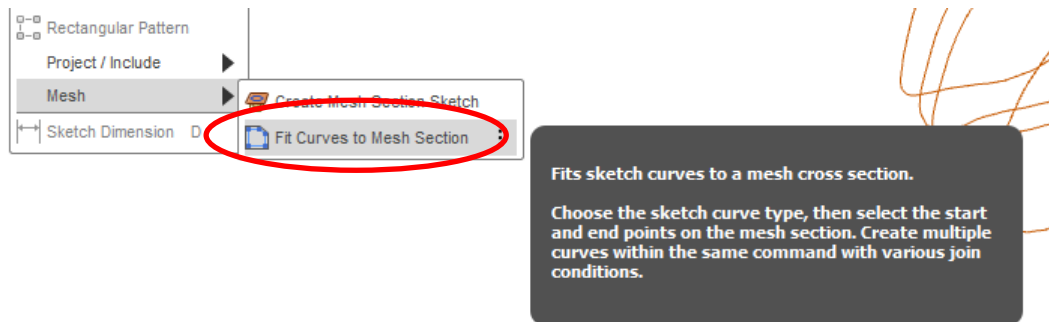 Rectangular Pattern
Project / Include
Mesh
Create Mesh Section Sketch
Sketch Dimension D
Fit Curves to Mesh Section
Fits sketch curves to a mesh cross section.
Choose the sketch curve type, then select the start
and end points on the mesh section. Create multiple
curves within the same command with various join
conditions.